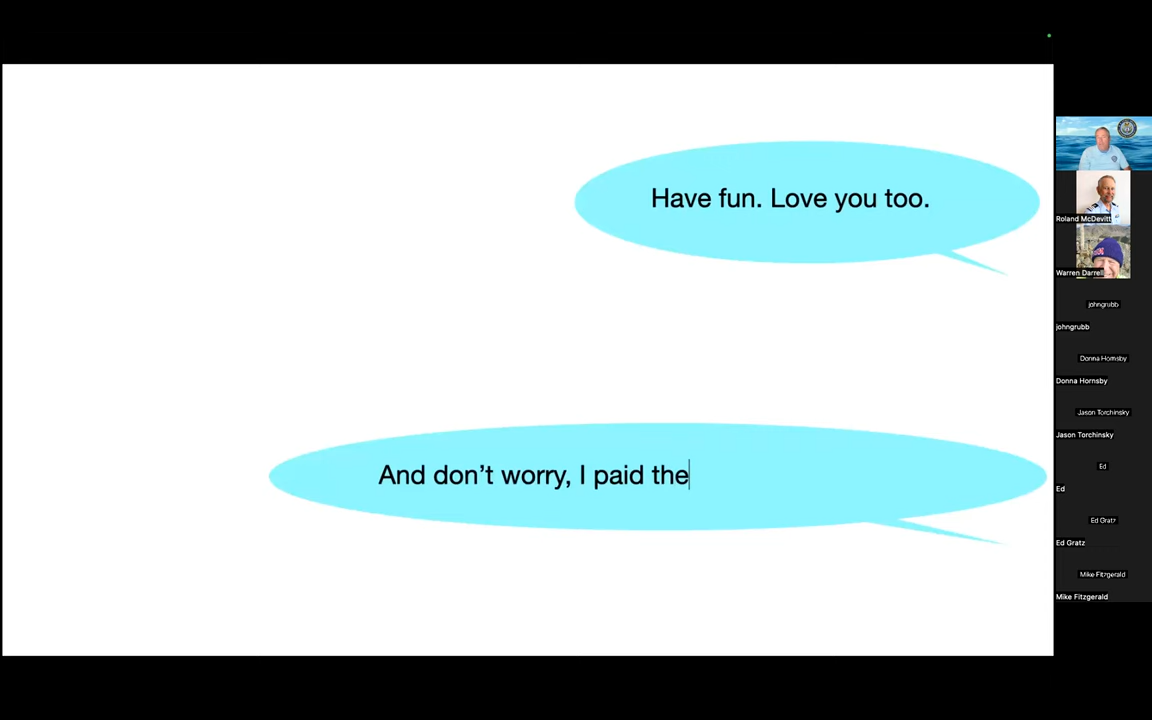 Have fun. Love you too.
And don't worry, I paid the
Roland McDevitt
Warren Darrell
johngrubb
johngrubb
Donna Hornsby
Donna Hornsby
Jason Torchinsky
Jason Torchinsky
Ed
Ed
Ed Gratz
Ed Gratz
Mike Fitzgerald
Mike Fitzgerald